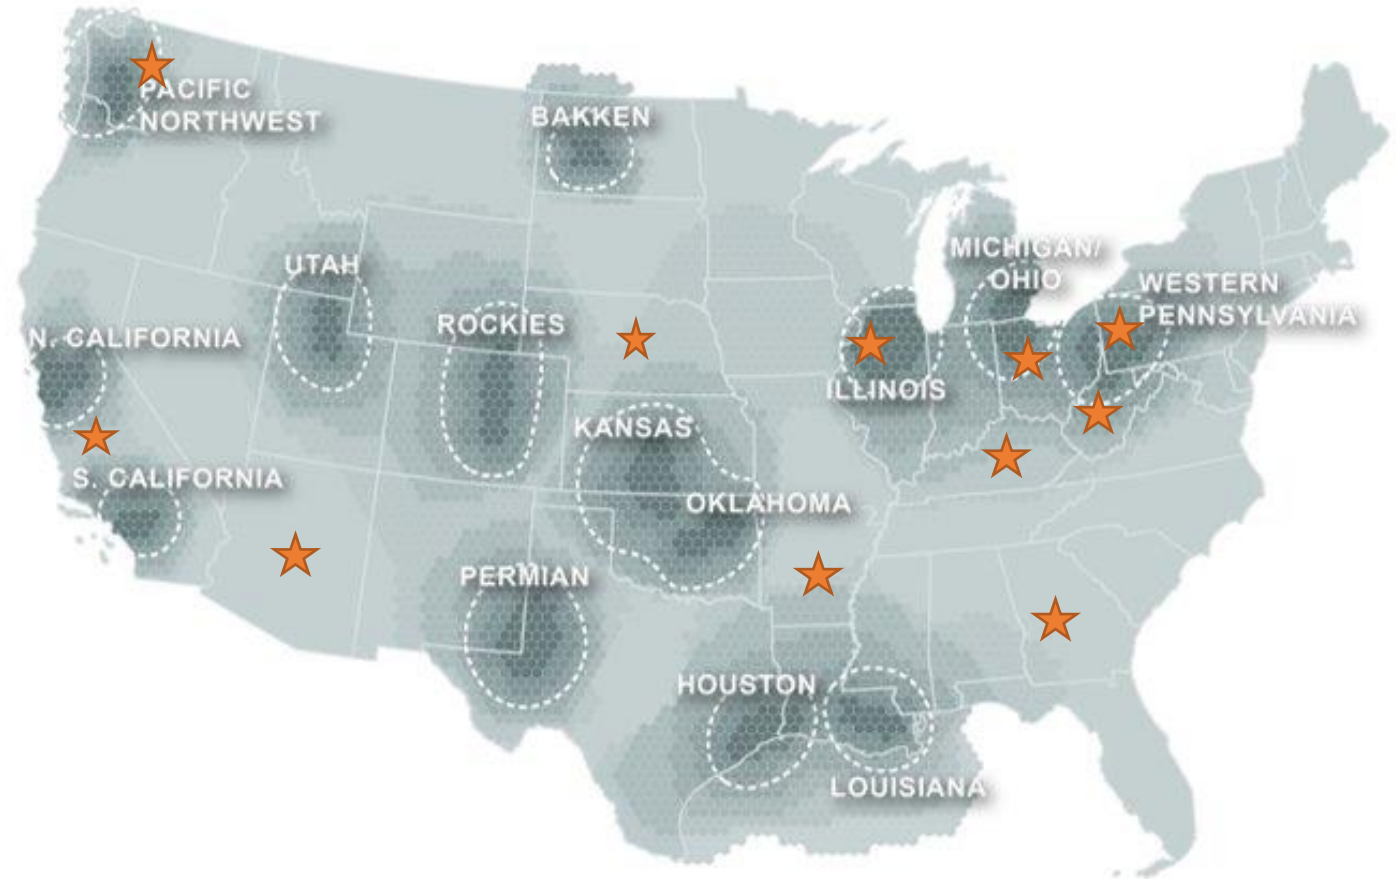 PACIFIC
NORTHWEST
BAKKEN
UTAH
MICHIGAN/
OHIO
WESTERN
PENNSYLVANIA
N. CALIFORNIA
ROCKIES
ILLINOIS
KANSAS
S. CALIFORNIA
OKLAHOMA
PERMIAN
HOUSTON
LOUISIANA